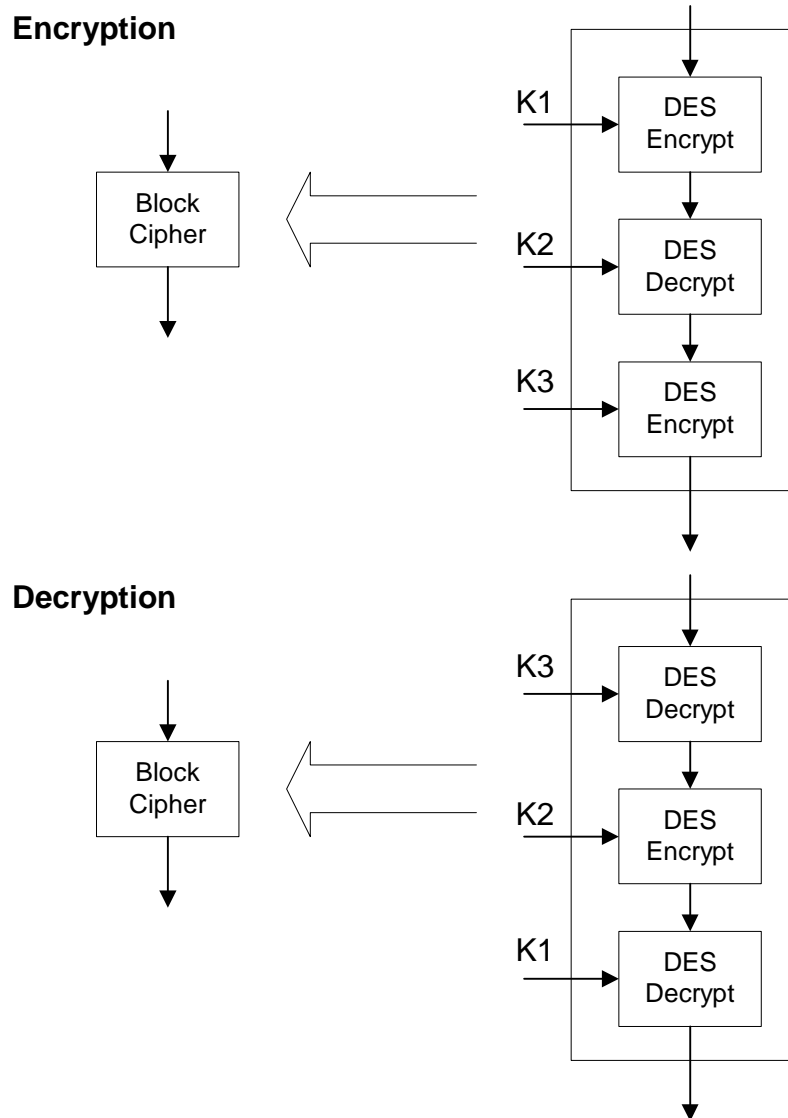 Encryption
K1
DES
Encrypt
Block
Cipher
K2
DES
Decrypt
K3
DES
Encrypt
Decryption
K3
DES
Decrypt
Block
Cipher
K2
DES
Encrypt
K1
DES
Decrypt